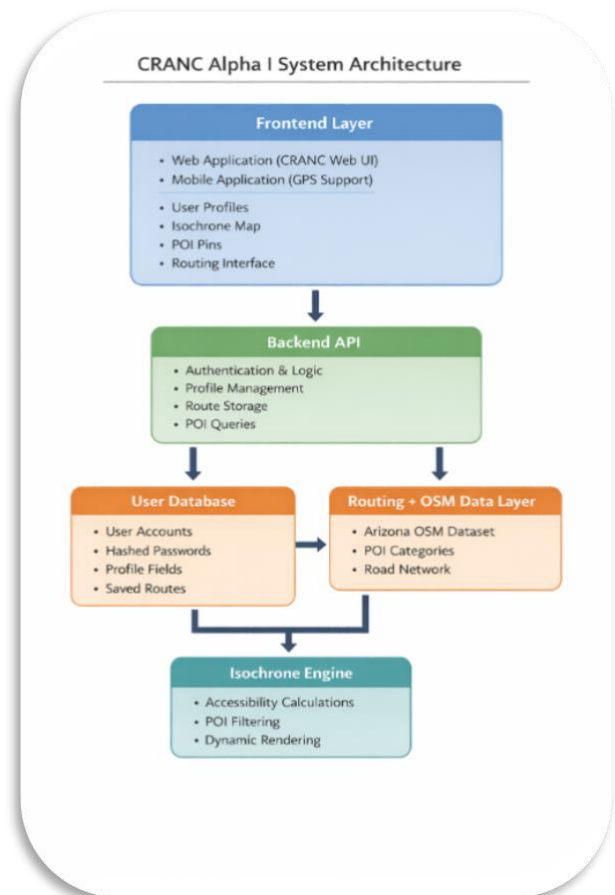 CRANC Alpha I System Architecture
Frontend Layer
• Web Application (CRANC Web UI)
• Mobile Application (GPS Support)
• User Profiles
• Isochrone Map
• POI Pins
• Routing Interface
Backend API
• Authentication & Logic
• Profile Management
• Route Storage
• POI Queries
User Database
• User Accounts
• Hashed Passwords
• Profile Fields
• Saved Routes
Routing + OSM Data Layer
• Arizona OSM Dataset
• POI Categories
• Road Network
Isochrone Engine
• Accessibility Calculations
• POI Filtering
• Dynamic Rendering